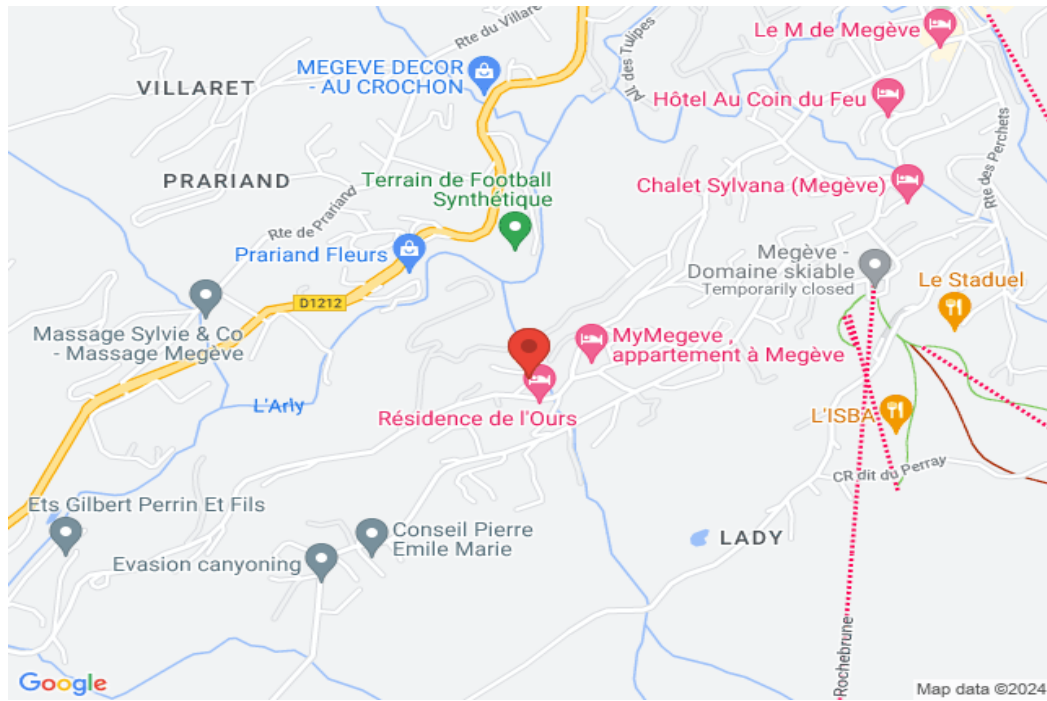 Le M de Megève
Rte du Villaret
All. des Tulipes
MEGEVE DECOR
- AU CROCHON
VILLARET
Hôtel Au Coin du Feu
Rte des Perchets
PRARIAND
Terrain de Football
Synthétique
Chalet Sylvana (Megève)
Rte de Prariand
Prariand Fleurs
Megève -
Domaine skiable
Temporarily closed
Le Staduel
D1212
Massage Sylvie & Co
- Massage Megève
MyMegeve ,
appartement à Megève
L'Arly
Résidence de l'Ours
L'ISBA
CR dit du Perray
Ets Gilbert Perrin Et Fils
Conseil Pierre
Emile Marie
LADY
Evasion canyoning
Rochebrune
Google
Map data ©2024